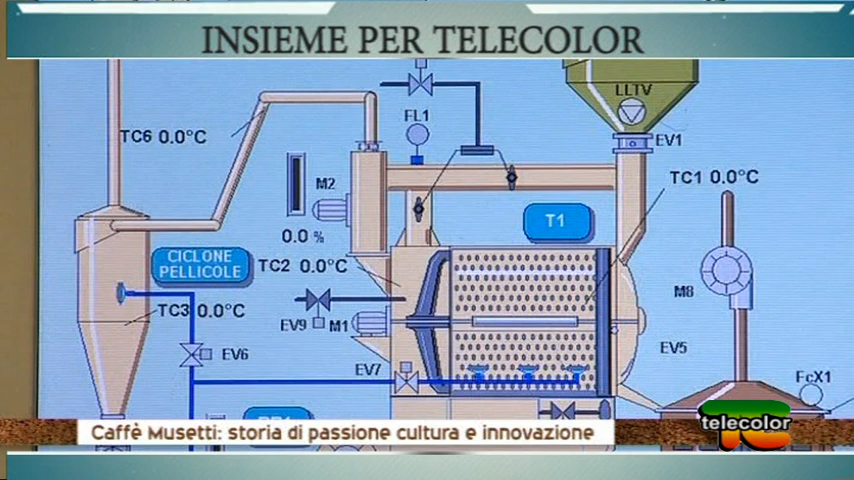 INSIEME PER TELECOLOR
LLTV
FL1
TC6 0.0°C
EV1
TC1 0.0°C
M2
T1
0.0 %
CICLONE
PELLICOLE
TC2 0.0°C
M8
TC3 0.0°C
EV9
M1
EV5
EV6
EV7
FcX1
Caffè Musetti: storia di passione cultura e innovazione
telecolor